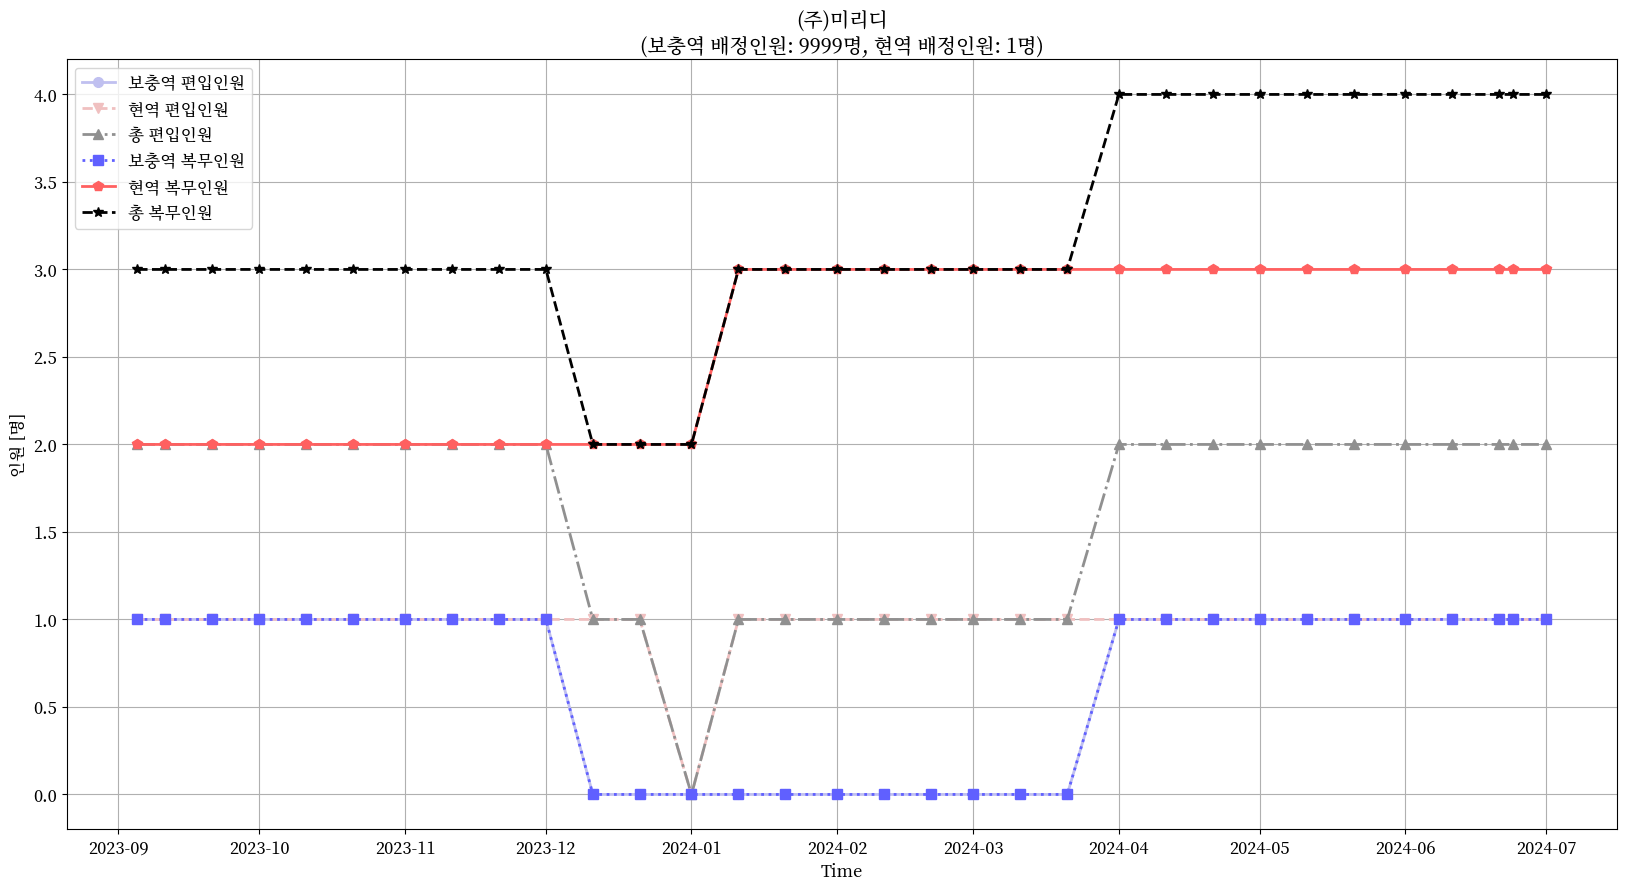 (주)미리디
(보충역 배정인원: 9999명, 현역 배정인원: 1명)
보충역 편입인원
현역 편입인원
총 편입인원
보충역 복무인원
현역 복무인원
총 복무인원
4.0
3.5
3.0
2.5
2.0
1.5
1.0
0.5
0.0
인원 [명]
2023-09 2023-10 2023-11 2023-12 2024-01 2024-02 2024-03 2024-04 2024-05 2024-06 2024-07
Time